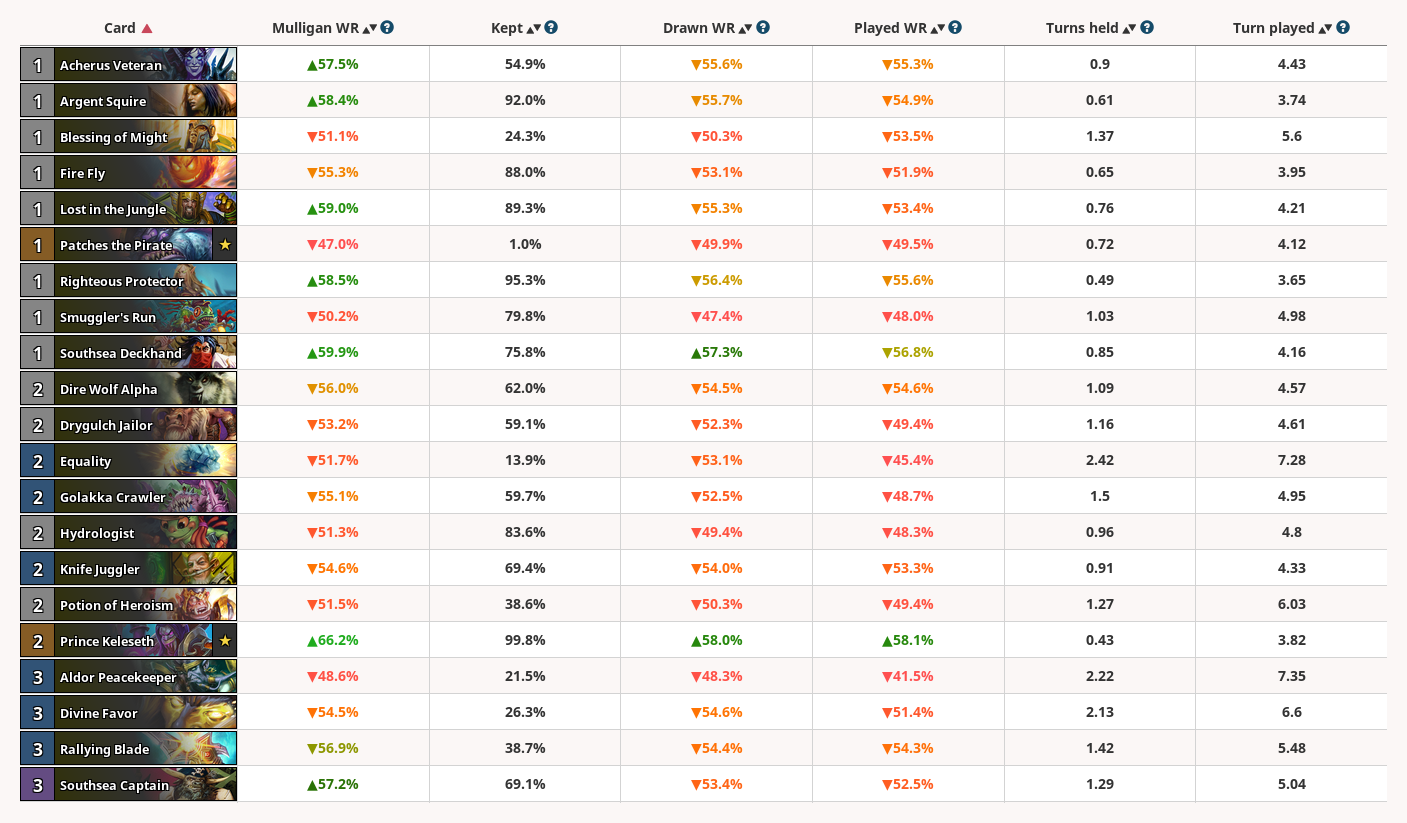 Card ▲ Mulligan WR ▲▼ ? Kept ▲▼ ? Drawn WR ▲▼ ? Played WR ▲▼ ? Turns held ▲▼ ? Turn played ▲▼ ?
1 Acherus Veteran ▲57.5% 54.9% ▼55.6% ▼55.3% 0.9 4.43
1 Argent Squire ▲58.4% 92.0% ▼55.7% ▼54.9% 0.61 3.74
1 Blessing of Might ▼51.1% 24.3% ▼50.3% ▼53.5% 1.37 5.6
1 Fire Fly ▼55.3% 88.0% ▼53.1% ▼51.9% 0.65 3.95
1 Lost in the Jungle ▲59.0% 89.3% ▼55.3% ▼53.4% 0.76 4.21
1 Patches the Pirate ★ ▼47.0% 1.0% ▼49.9% ▼49.5% 0.72 4.12
1 Righteous Protector ▲58.5% 95.3% ▼56.4% ▼55.6% 0.49 3.65
1 Smuggler's Run ▼50.2% 79.8% ▼47.4% ▼48.0% 1.03 4.98
1 Southsea Deckhand ▲59.9% 75.8% ▲57.3% ▼56.8% 0.85 4.16
2 Dire Wolf Alpha ▼56.0% 62.0% ▼54.5% ▼54.6% 1.09 4.57
2 Drygulch Jailor ▼53.2% 59.1% ▼52.3% ▼49.4% 1.16 4.61
2 Equality ▼51.7% 13.9% ▼53.1% ▼45.4% 2.42 7.28
2 Golakka Crawler ▼55.1% 59.7% ▼52.5% ▼48.7% 1.5 4.95
2 Hydrologist ▼51.3% 83.6% ▼49.4% ▼48.3% 0.96 4.8
2 Knife Juggler ▼54.6% 69.4% ▼54.0% ▼53.3% 0.91 4.33
2 Potion of Heroism ▼51.5% 38.6% ▼50.3% ▼49.4% 1.27 6.03
2 Prince Keleseth ★ ▲66.2% 99.8% ▲58.0% ▲58.1% 0.43 3.82
3 Aldor Peacekeeper ▼48.6% 21.5% ▼48.3% ▼41.5% 2.22 7.35
3 Divine Favor ▼54.5% 26.3% ▼54.6% ▼51.4% 2.13 6.6
3 Rallying Blade ▼56.9% 38.7% ▼54.4% ▼54.3% 1.42 5.48
3 Southsea Captain ▲57.2% 69.1% ▼53.4% ▼52.5% 1.29 5.04